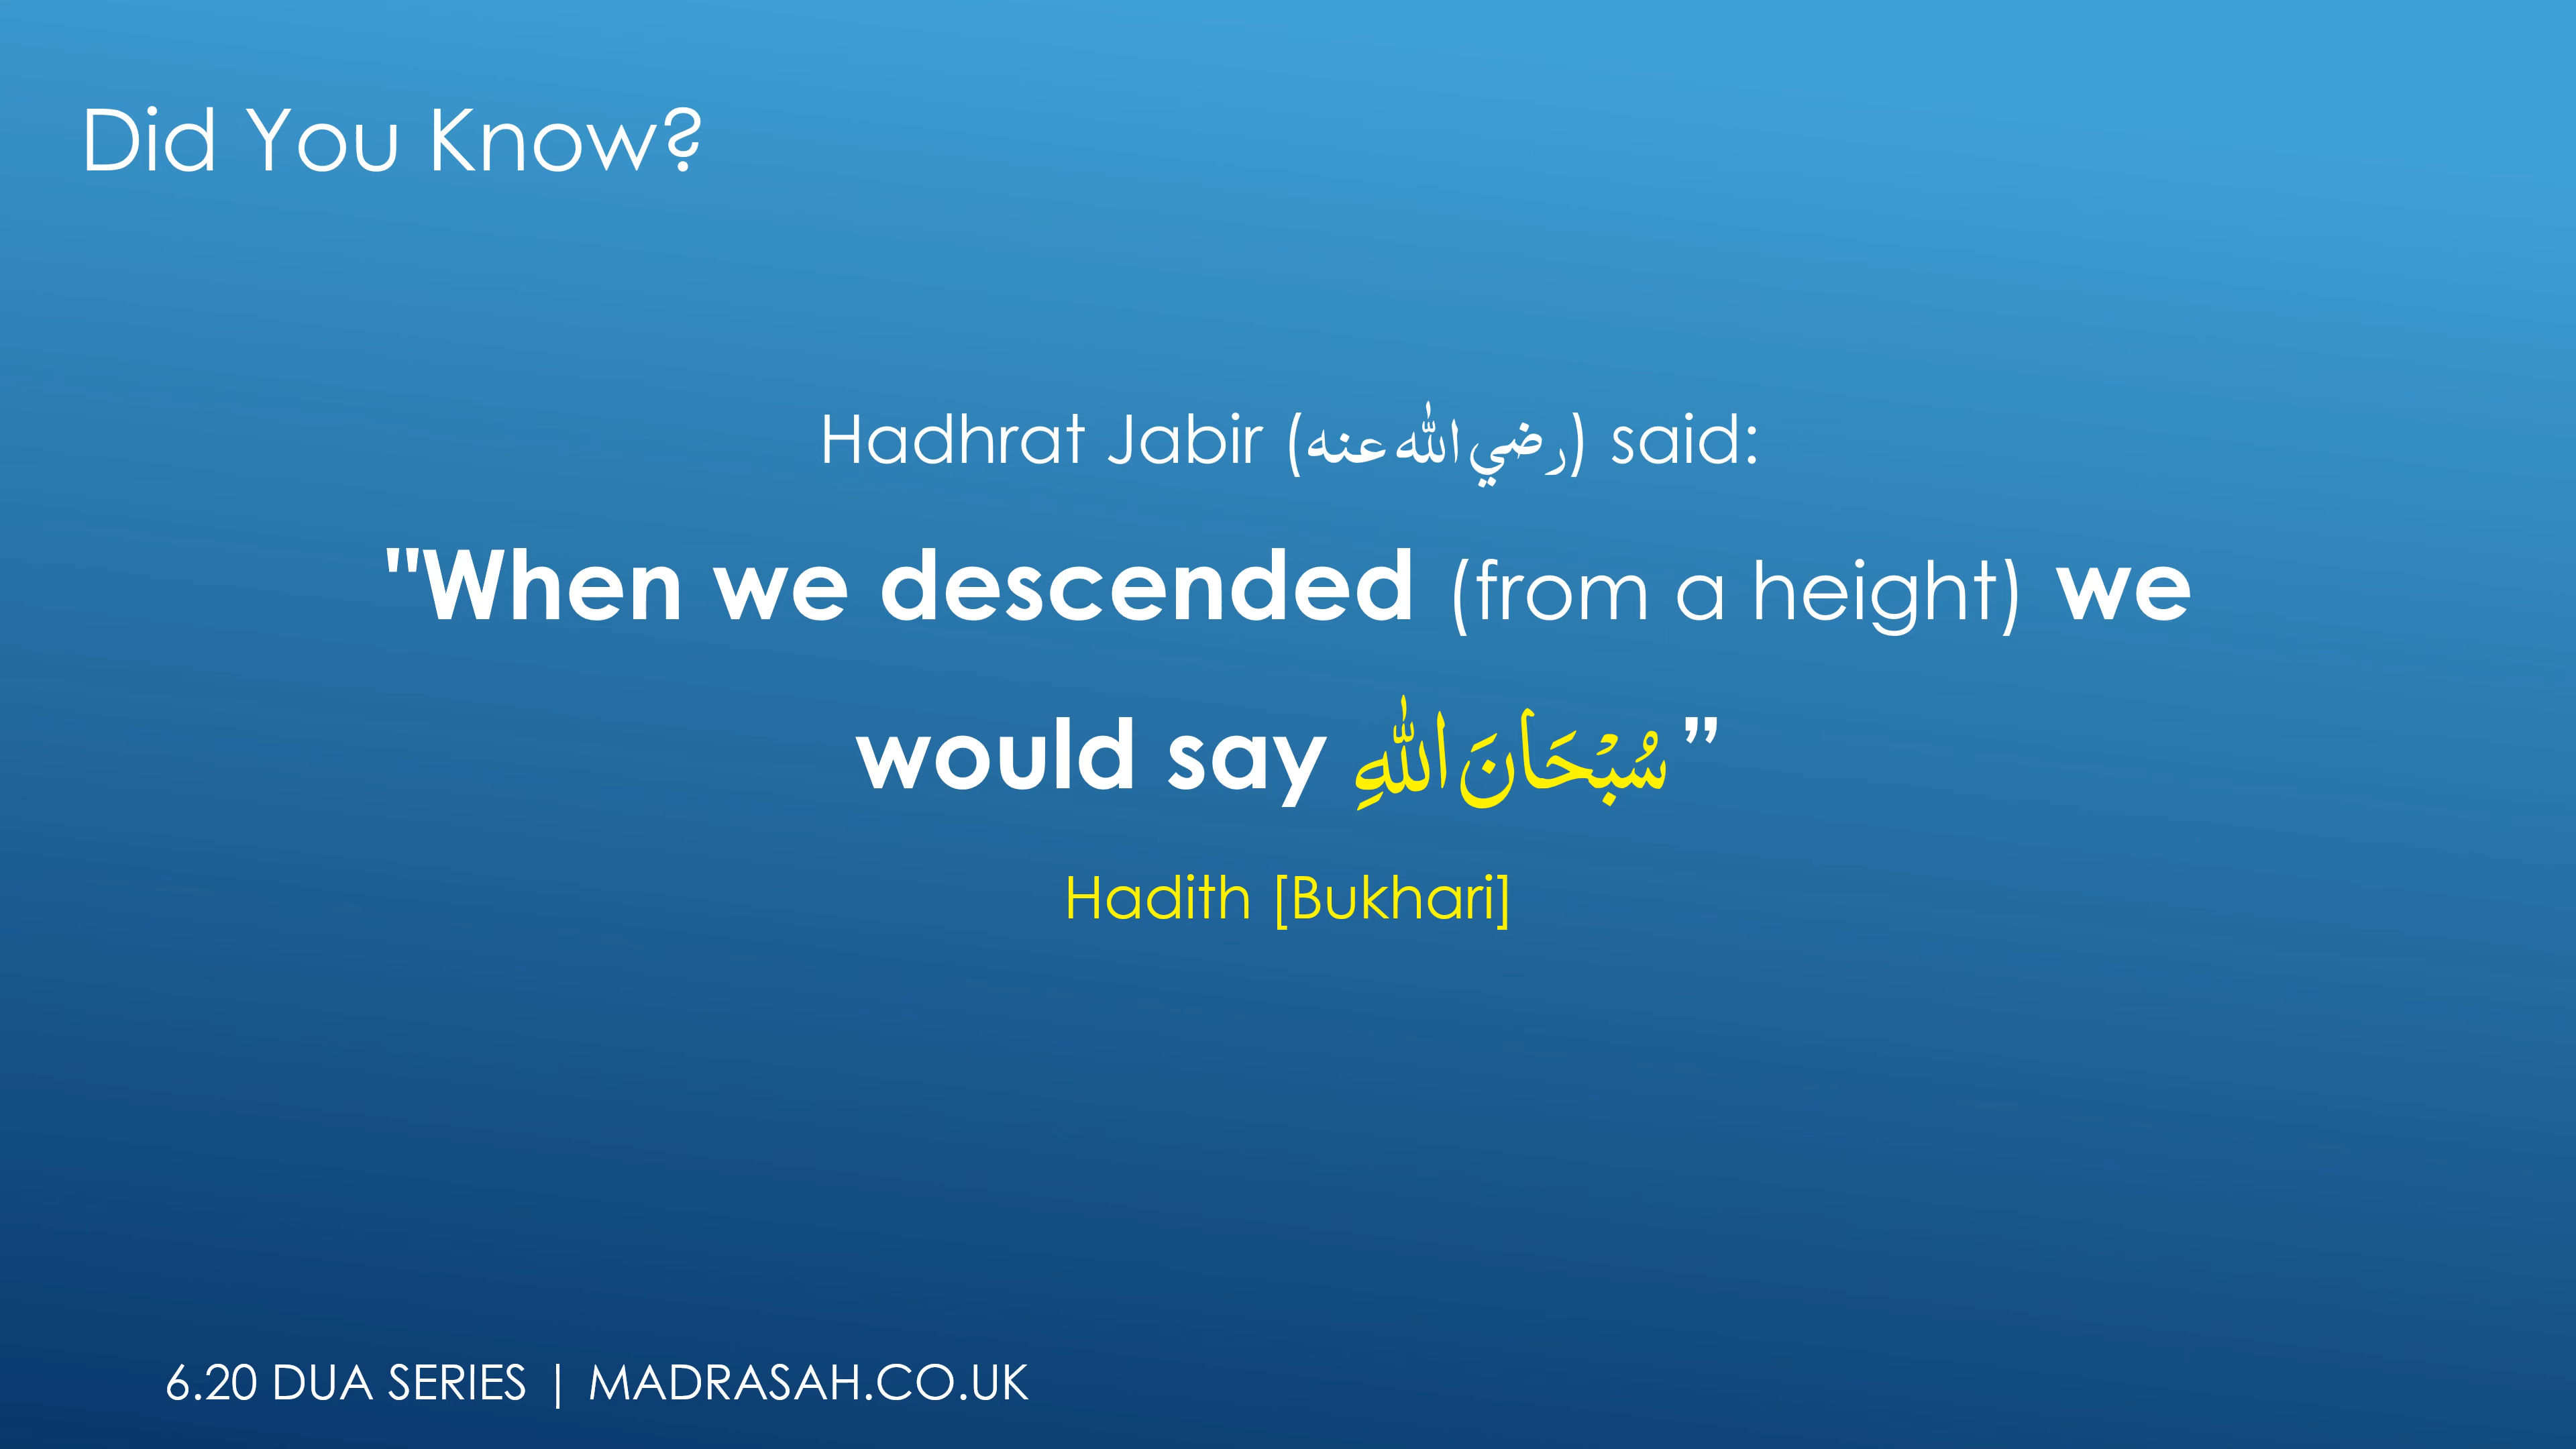 Did You Know?
Hadhrat Jabir (رضي الله عنه) said:
"When we descended (from a height) we
would say سُبْحَانَ اللّٰهِ ”
Hadith [Bukhari]
6.20 DUA SERIES | MADRASAH.CO.UK